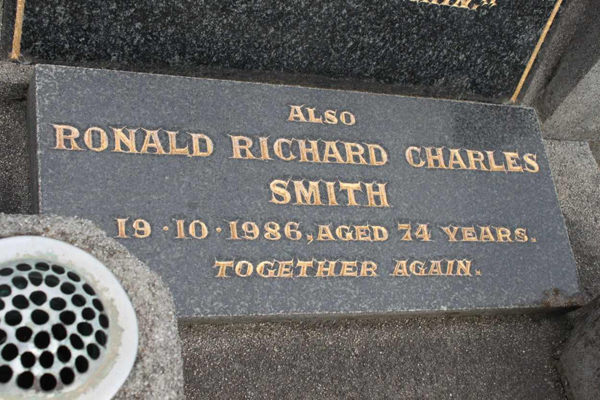 ALSO
RONALD RICHARD CHARLES
SMITH
19·10·1986, AGED 74 YEARS.
TOGETHER AGAIN.